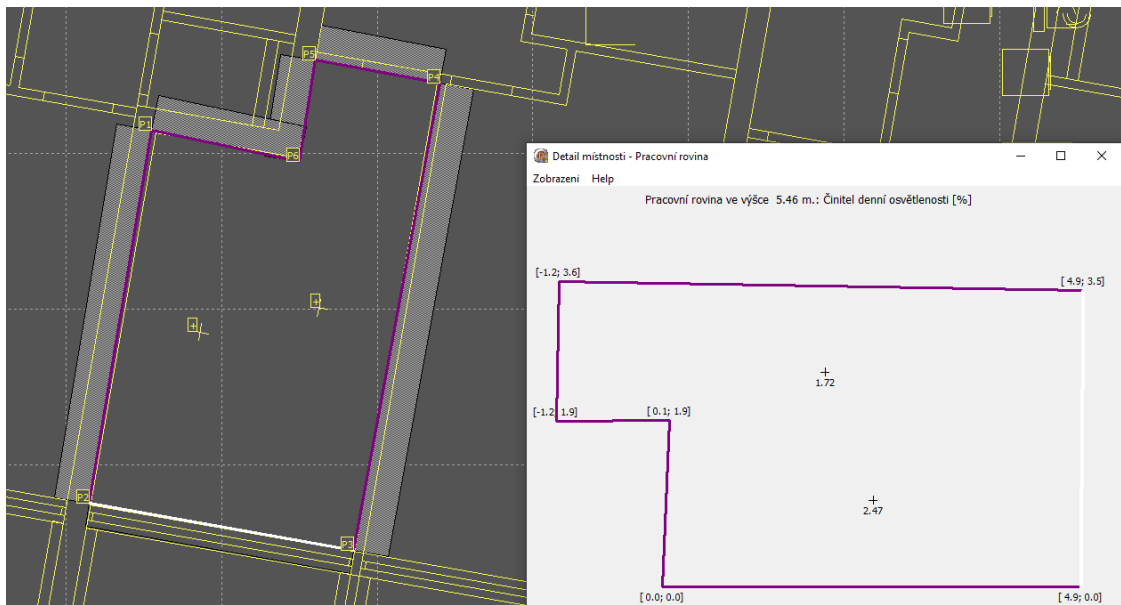 P5
P4
P1
P6
P2
P3
Detail místnosti - Pracovní rovina
Zobrazení Help
Pracovní rovina ve výšce 5.46 m.: Činitel denní osvětlenosti [%]
[-1.2; 3.6] [ 4.9; 3.5]
1.72
[-1.2; 1.9] [ 0.1; 1.9]
2.47
[ 0.0; 0.0] [ 4.9; 0.0]